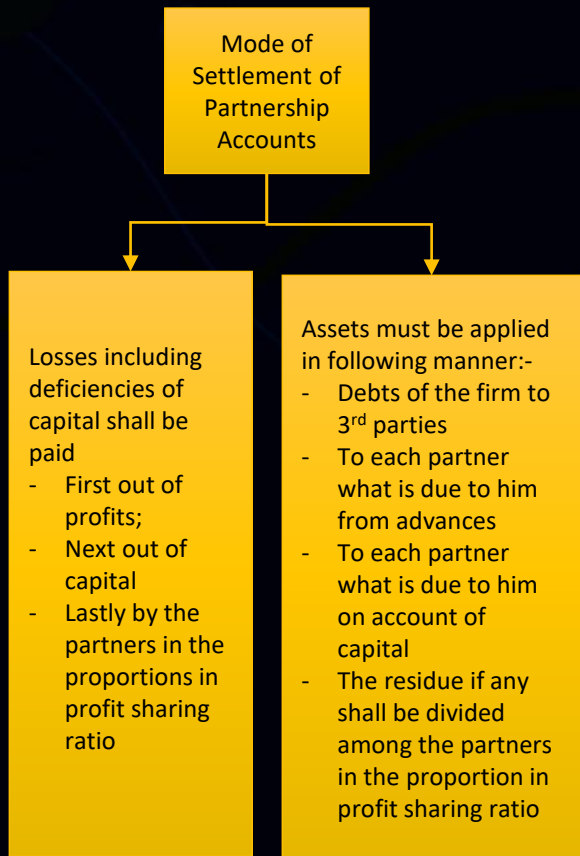 Mode of
Settlement of
Partnership
Accounts
Losses including
deficiencies of
capital shall be
paid
- First out of
profits;
- Next out of
capital
- Lastly by the
partners in the
proportions in
profit sharing
ratio
Assets must be applied
in following manner:-
- Debts of the firm to
3rd parties
- To each partner
what is due to him
from advances
- To each partner
what is due to him
on account of
capital
- The residue if any
shall be divided
among the partners
in the proportion in
profit sharing ratio